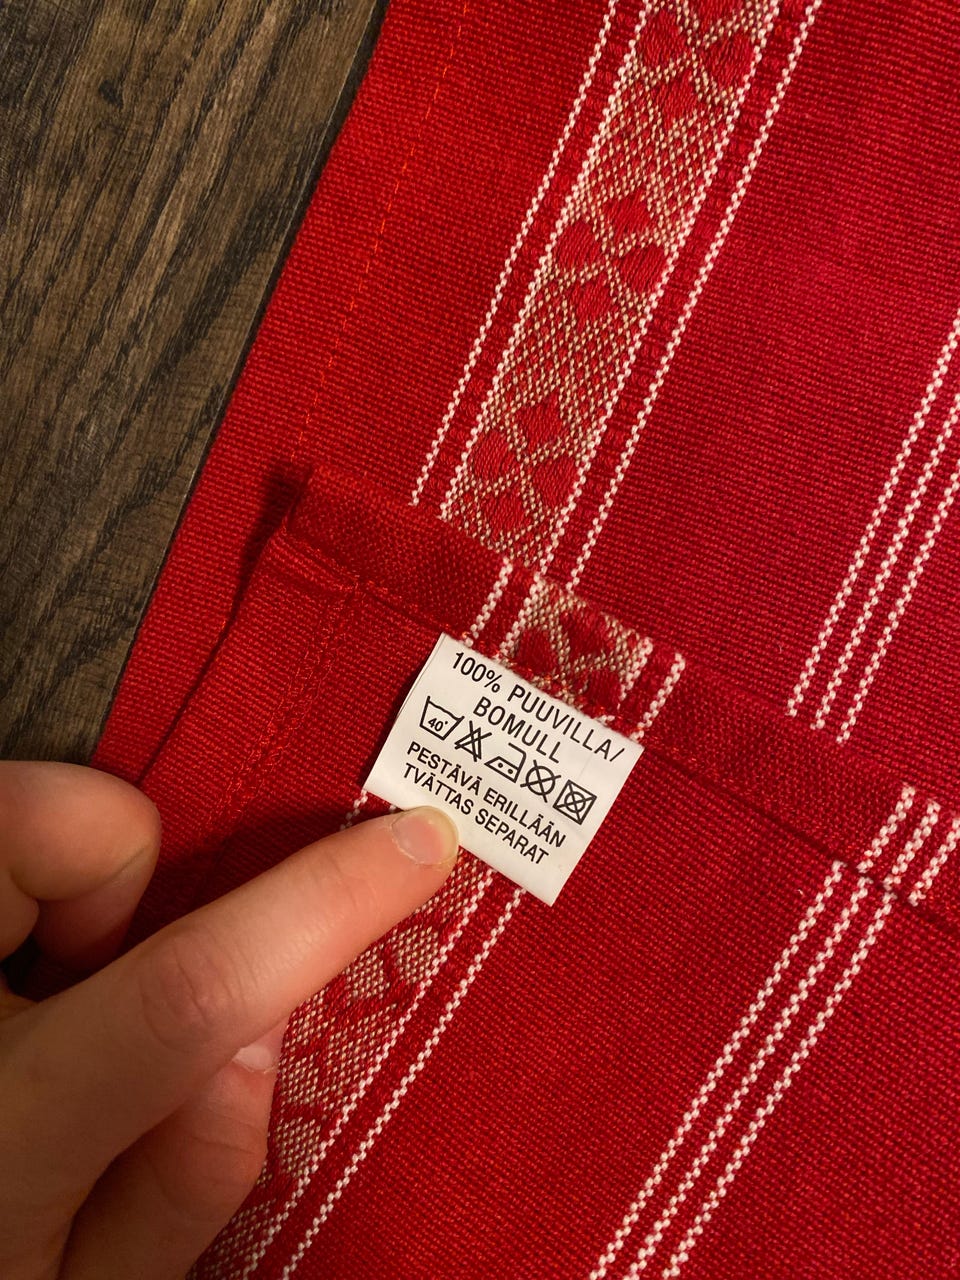 100% PUUVILLA/
BOMULL
40°
PESTÄVÄ ERILLÄÄN
TVÄTTAS SEPARAT